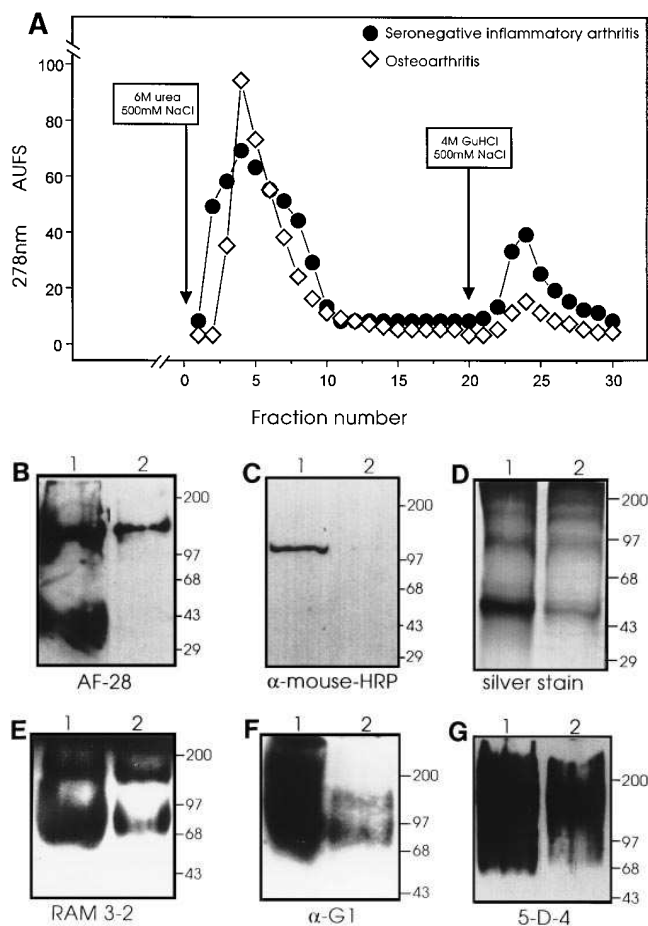 A
Seronegative inflammatory arthritis
Osteoarthritis
6M urea
500mM NaCl
4M GuHCl
500mM NaCl
278nm AUFS
100
80
60
40
20
0
0 5 10 15 20 25 30
Fraction number
B
1 2
200
97
68
43
29
AF-28
C
1 2
200
97
68
43
29
α-mouse-HRP
D
1 2
200
97
68
43
29
silver stain
E
1 2
200
97
68
43
RAM 3-2
F
1 2
200
97
68
43
α-G1
G
1 2
200
97
68
43
5-D-4